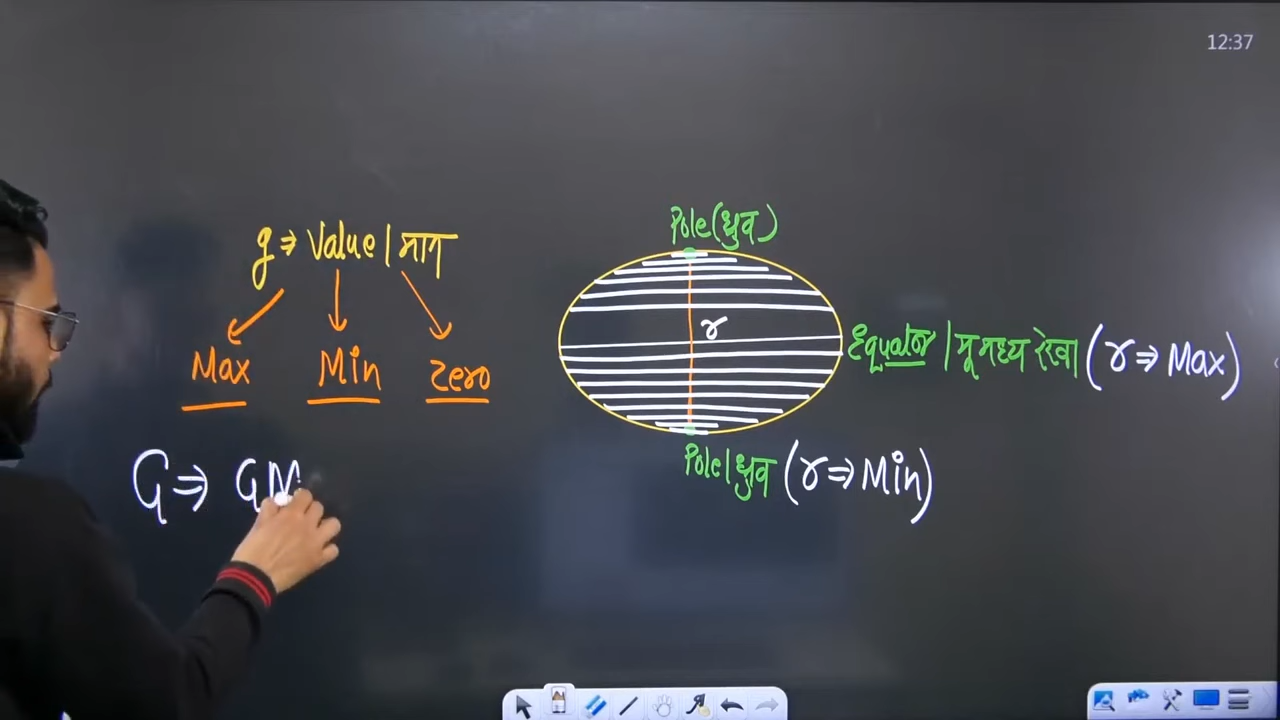 12:37
Pole(ध्रुव)
g⇒ Value|मान
r
Max Min Zero
Equator|भूमध्य रेखा (r⇒Max)
Pole|ध्रुव (r⇒Min)
G⇒ GM